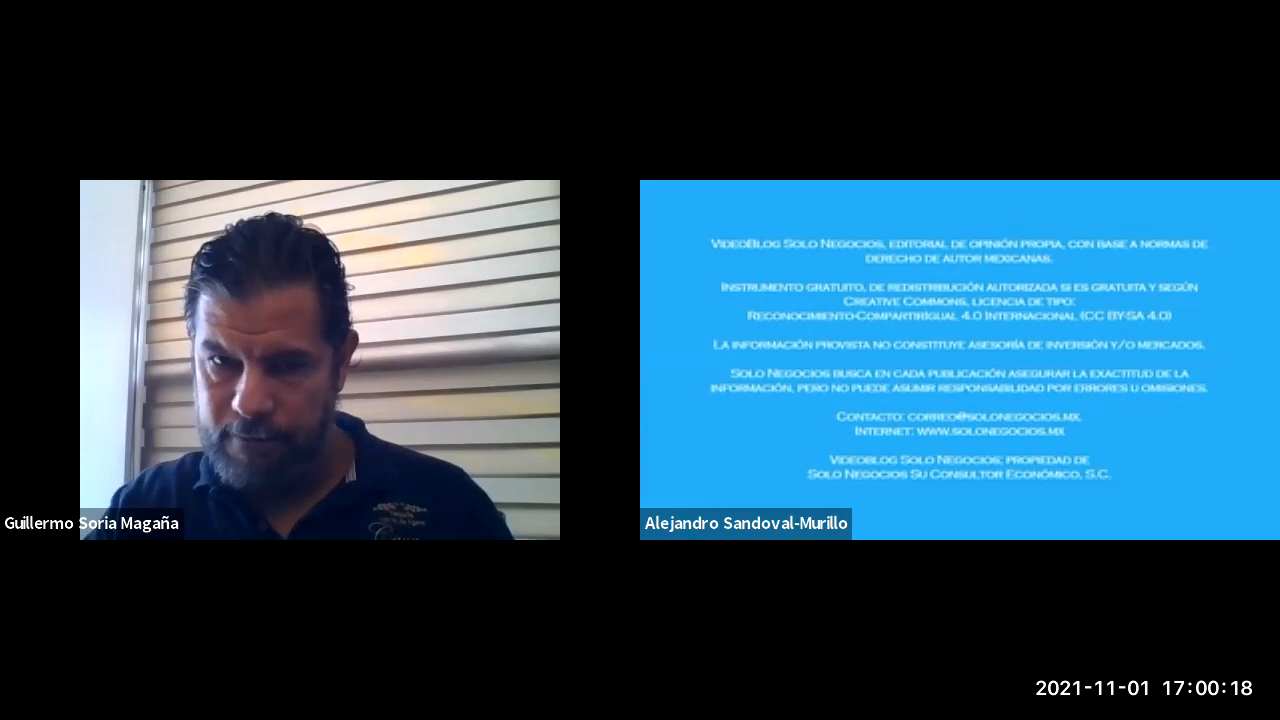 VideoBlog Solo Negocios, editorial de opinión propia, con base a normas de
derecho de autor mexicanas.
Instrumento gratuito, de redistribución autorizada si es gratuita y según
Creative Commons, licencia de tipo:
Reconocimiento-CompartirIgual 4.0 Internacional (CC BY-SA 4.0)
La información provista no constituye asesoría de inversión y/o mercados.
Solo Negocios busca en cada publicación asegurar la exactitud de la
información, pero no puede asumir responsabilidad por errores u omisiones.
Contacto: correo@solonegocios.mx
Internet: www.solonegocios.mx
Videoblog Solo Negocios; propiedad de
Solo Negocios Su Consultor Económico, S.C.
Guillermo Soria Magaña
Alejandro Sandoval-Murillo
2021-11-01 17:00:18